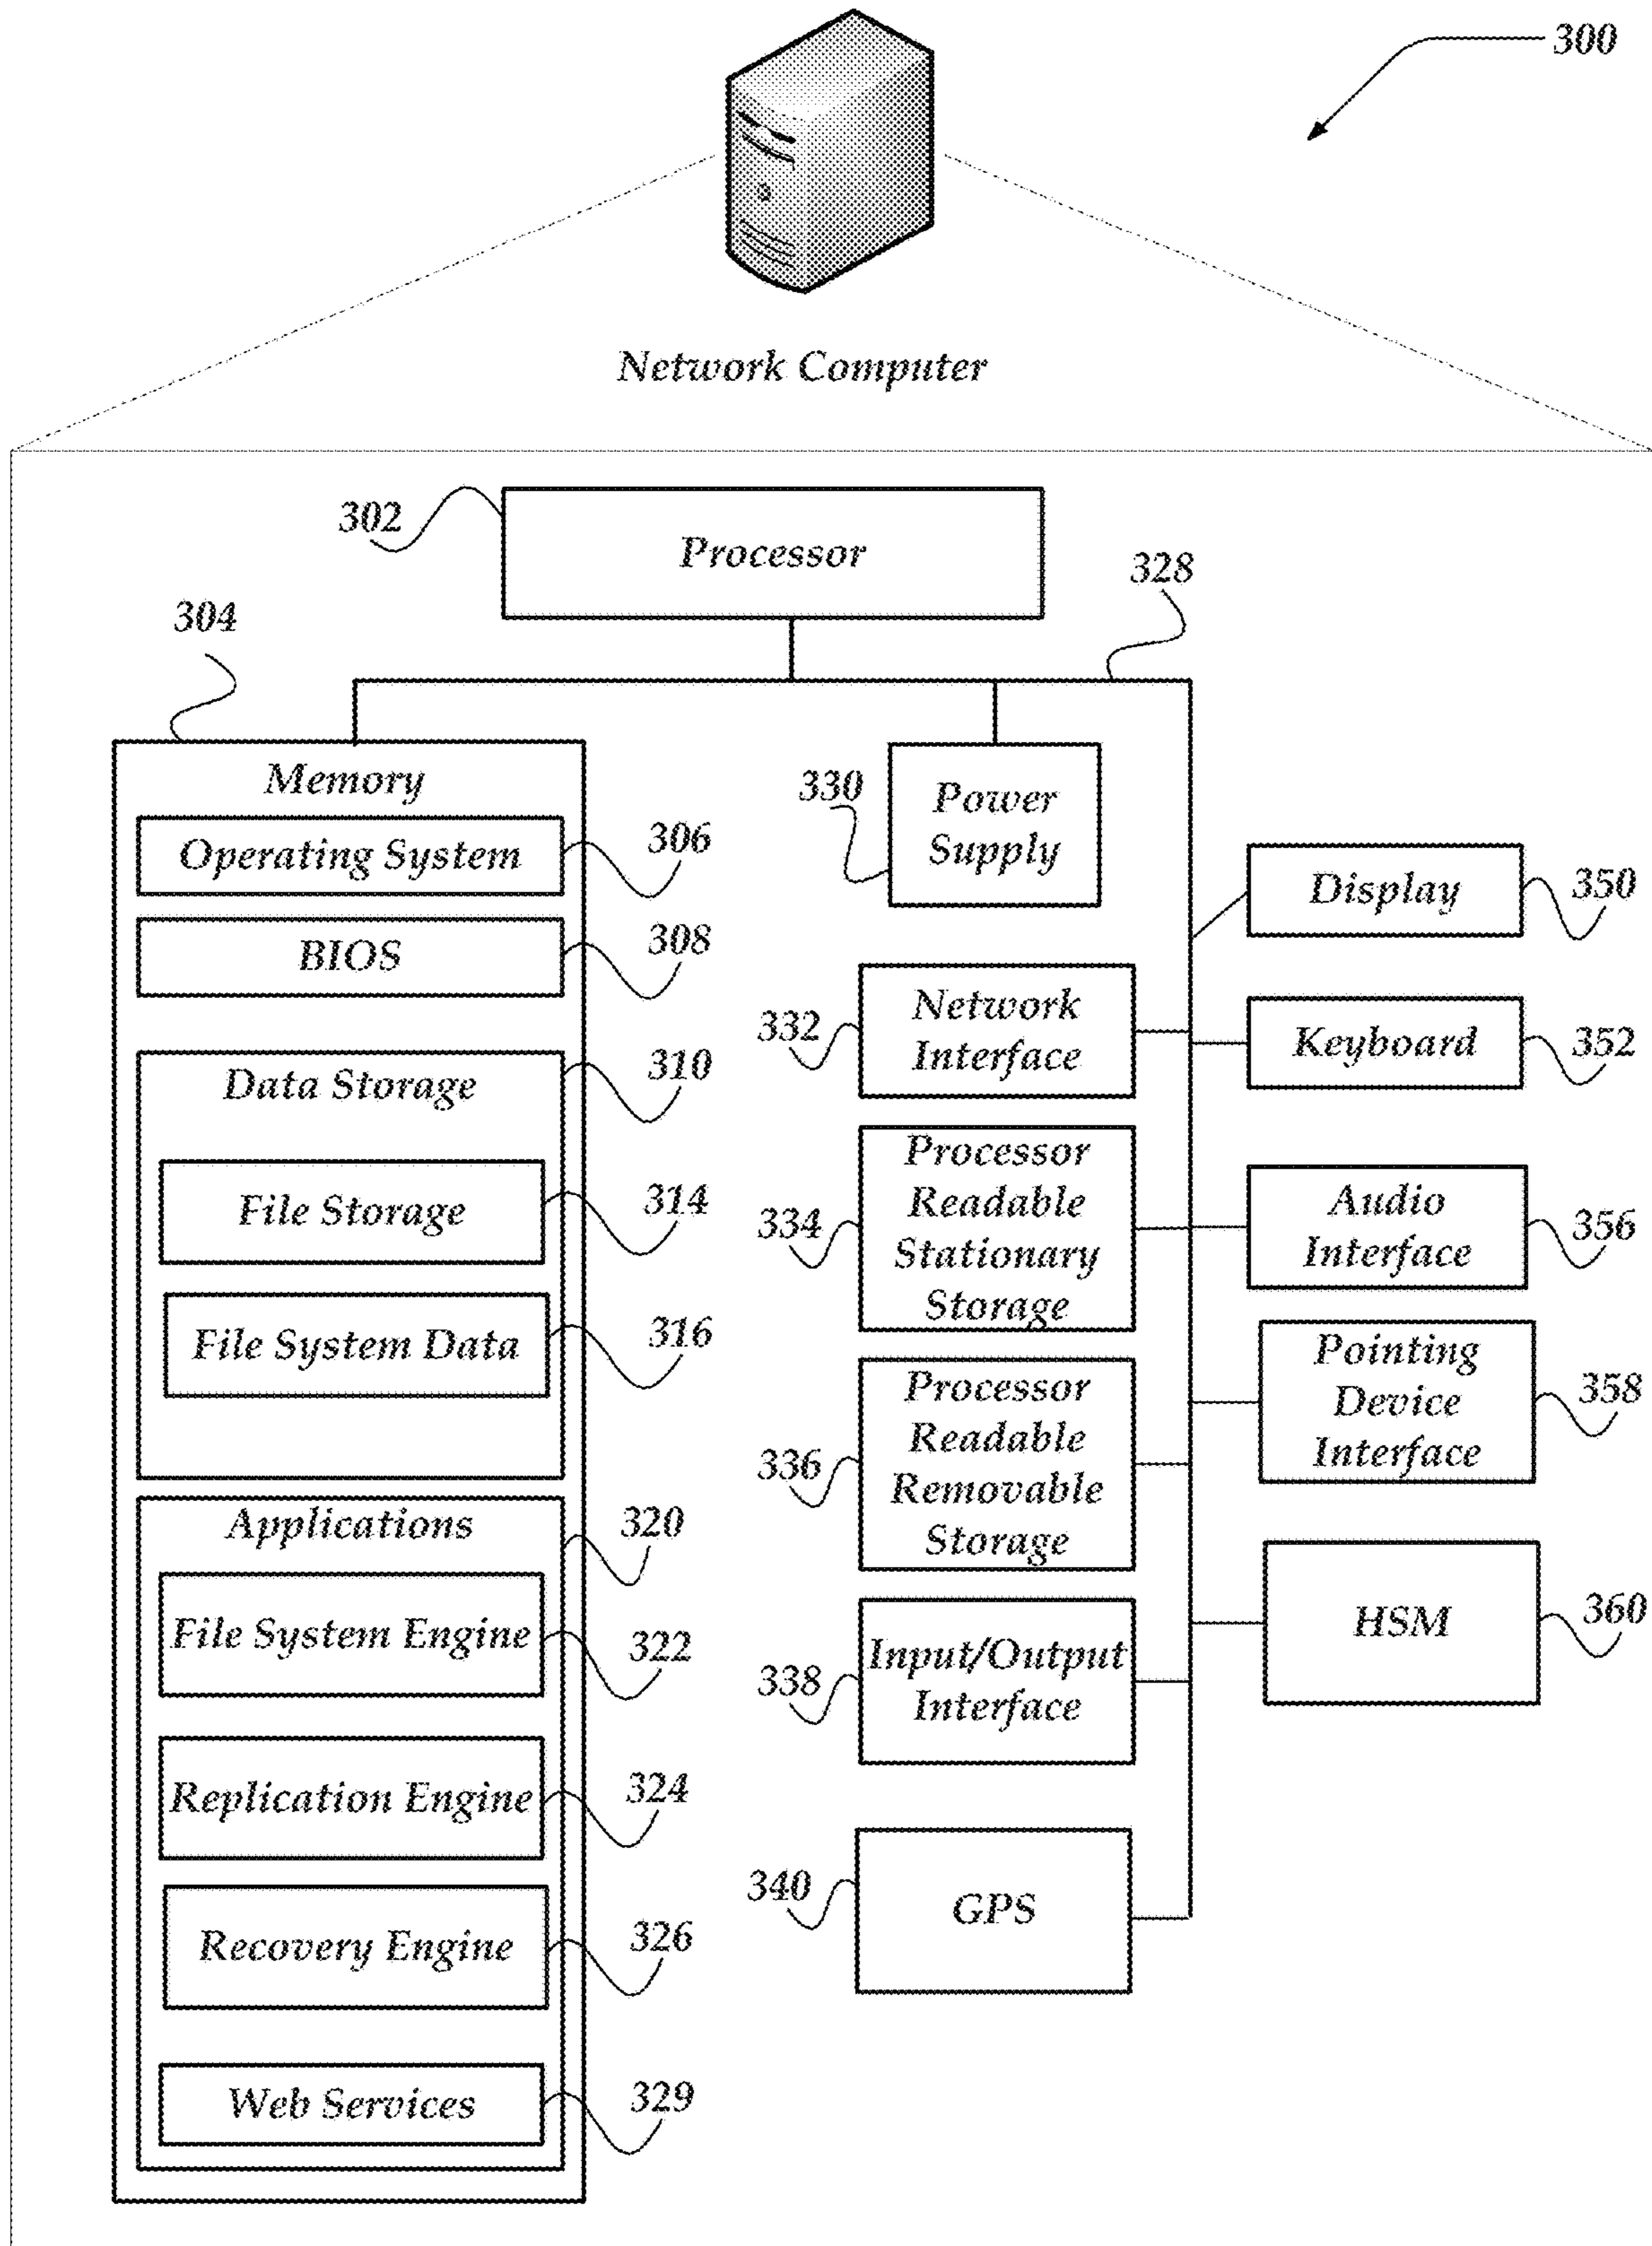 300
Network Computer
302
Processor
328
304
Memory
Operating System
306
BIOS
308
Data Storage
310
File Storage
314
File System Data
316
Applications
320
File System Engine
322
Replication Engine
324
Recovery Engine
326
Web Services
329
330
Power
Supply
332
Network
Interface
334
Processor
Readable
Stationary
Storage
336
Processor
Readable
Removable
Storage
338
Input/Output
Interface
340
GPS
Display
350
Keyboard
352
Audio
Interface
356
Pointing
Device
Interface
358
HSM
360